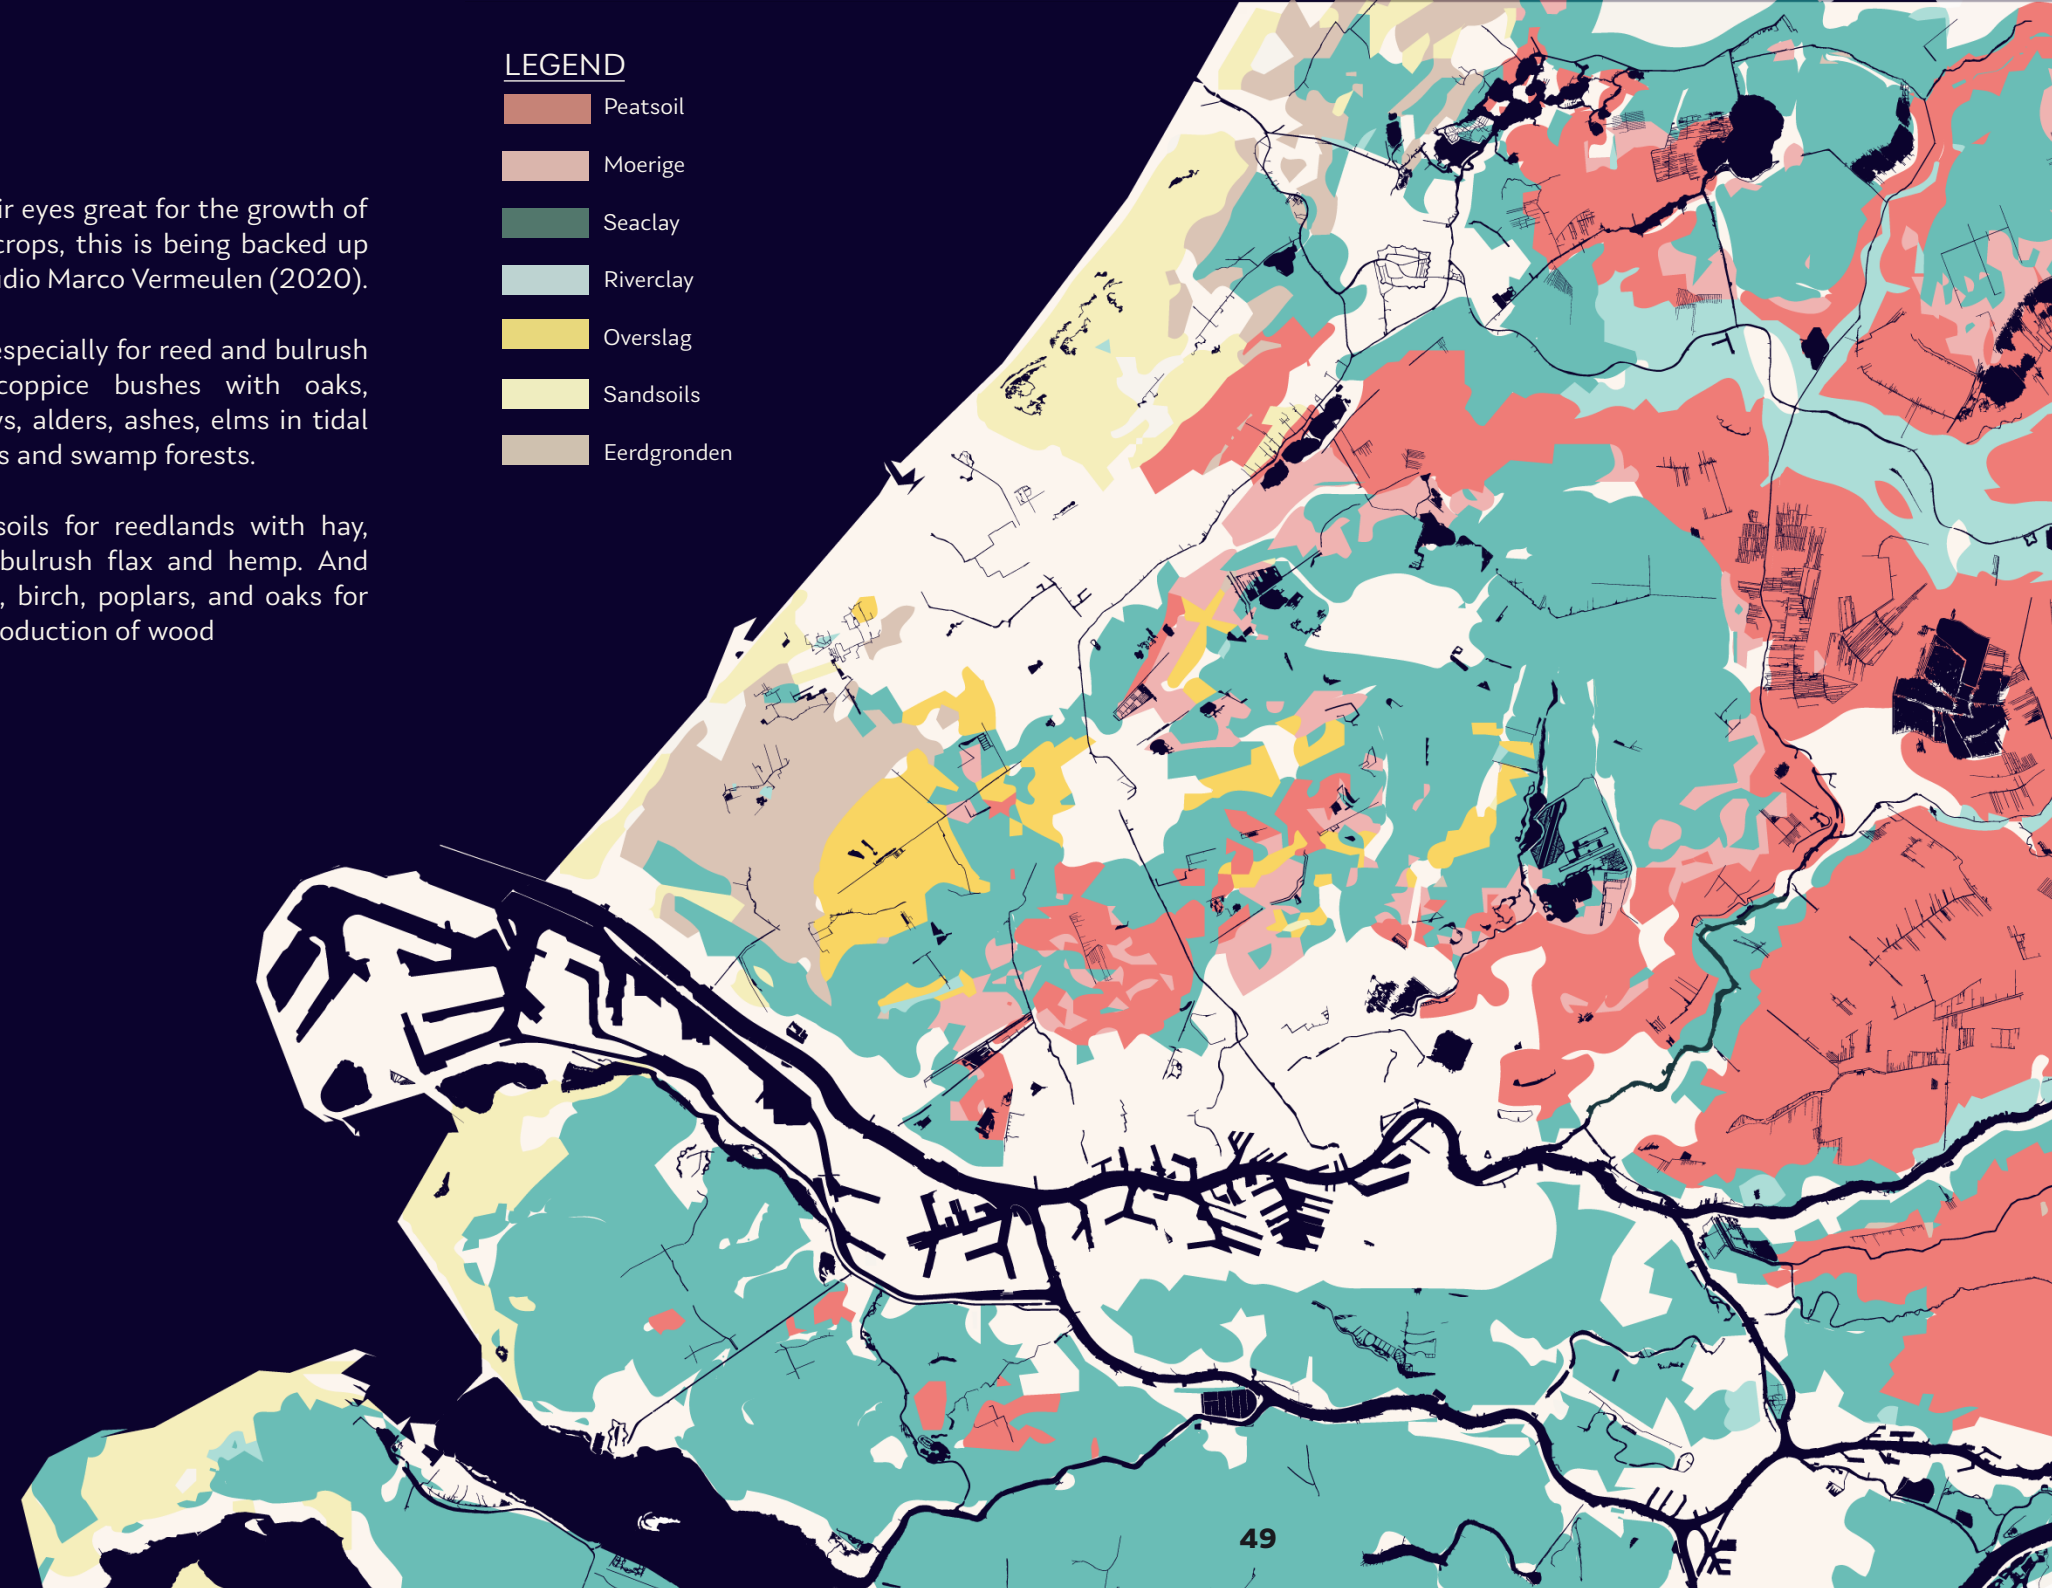 ir eyes great for the growth of
crops, this is being backed up
dio Marco Vermeulen (2020).
especially for reed and bulrush
coppice bushes with oaks,
s, alders, ashes, elms in tidal
s and swamp forests.
soils for reedlands with hay,
bulrush flax and hemp. And
, birch, poplars, and oaks for
oduction of wood
LEGEND
Peatsoil
Moerige
Seaclay
Riverclay
Overslag
Sandsoils
Eerdgronden
49